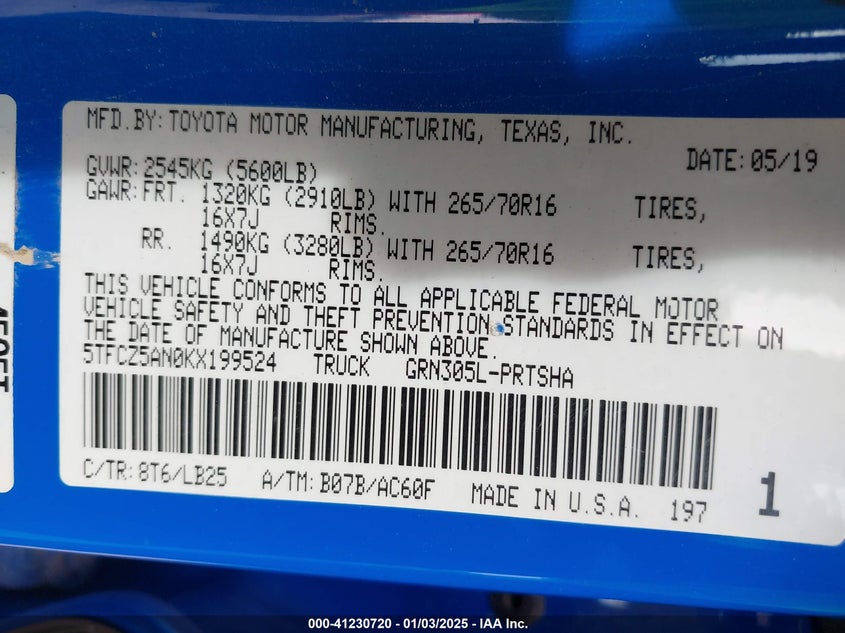 MFD.BY:TOYOTA MOTOR MANUFACTURING, TEXAS, INC.
DATE:05/19
GVWR:2545KG (5600LB)
GAWR:FRT. 1320KG (2910LB) WITH 265/70R16 TIRES,
16X7J RIMS.
RR. 1490KG (3280LB) WITH 265/70R16 TIRES,
16X7J RIMS.
THIS VEHICLE CONFORMS TO ALL APPLICABLE FEDERAL MOTOR
VEHICLE SAFETY AND THEFT PREVENTION STANDARDS IN EFFECT ON
THE DATE OF MANUFACTURE SHOWN ABOVE.
5TFCZ5AN0KX199524 TRUCK GRN305L-PRTSHA
C/TR:8T6/LB25 A/TM:B07B/AC60F MADE IN U.S.A. 197
1
000-41230720 — 01/03/2025 — IAA Inc.